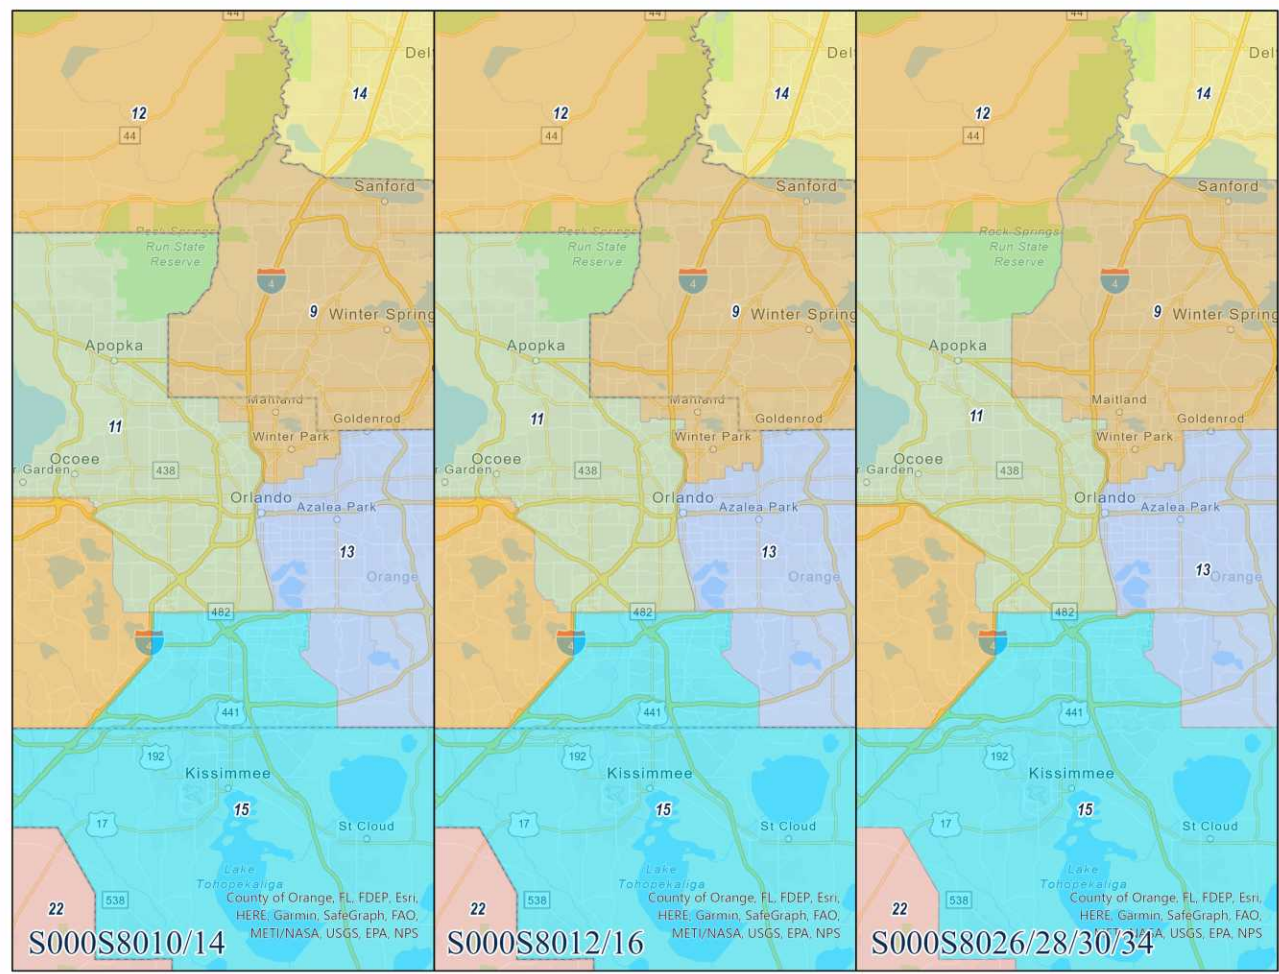 44
Del
14
12
44
Sanford
Rock Springs
Run State
Reserve
4
9
Winter Spring
Apopka
Maitland
11
Goldenrod
Winter Park
Ocoee
r Garden
438
Orlando
Azalea Park
13
Orange
482
4
441
192
Kissimmee
15
17
St Cloud
Lake
Tohopekaliga
538
22
County of Orange, FL, FDEP, Esri,
HERE, Garmin, SafeGraph, FAO,
METI/NASA, USGS, EPA, NPS
S000S8010/14
44
Del
14
12
44
Sanford
Rock Springs
Run State
Reserve
4
9
Winter Spring
Apopka
Maitland
11
Goldenrod
Winter Park
Ocoee
r Garden
438
Orlando
Azalea Park
13
Orange
482
4
441
192
Kissimmee
15
17
St Cloud
Lake
Tohopekaliga
538
22
County of Orange, FL, FDEP, Esri,
HERE, Garmin, SafeGraph, FAO,
METI/NASA, USGS, EPA, NPS
S000S8012/16
44
Del
14
12
44
Sanford
Rock Springs
Run State
Reserve
4
9
Winter Spring
Apopka
Maitland
11
Goldenrod
Winter Park
Ocoee
r Garden
438
Orlando
Azalea Park
13
Orange
482
4
441
192
Kissimmee
15
17
St Cloud
Lake
Tohopekaliga
538
22
County of Orange, FL, FDEP, Esri,
HERE, Garmin, SafeGraph, FAO,
METI/NASA, USGS, EPA, NPS
S000S8026/28/30/34